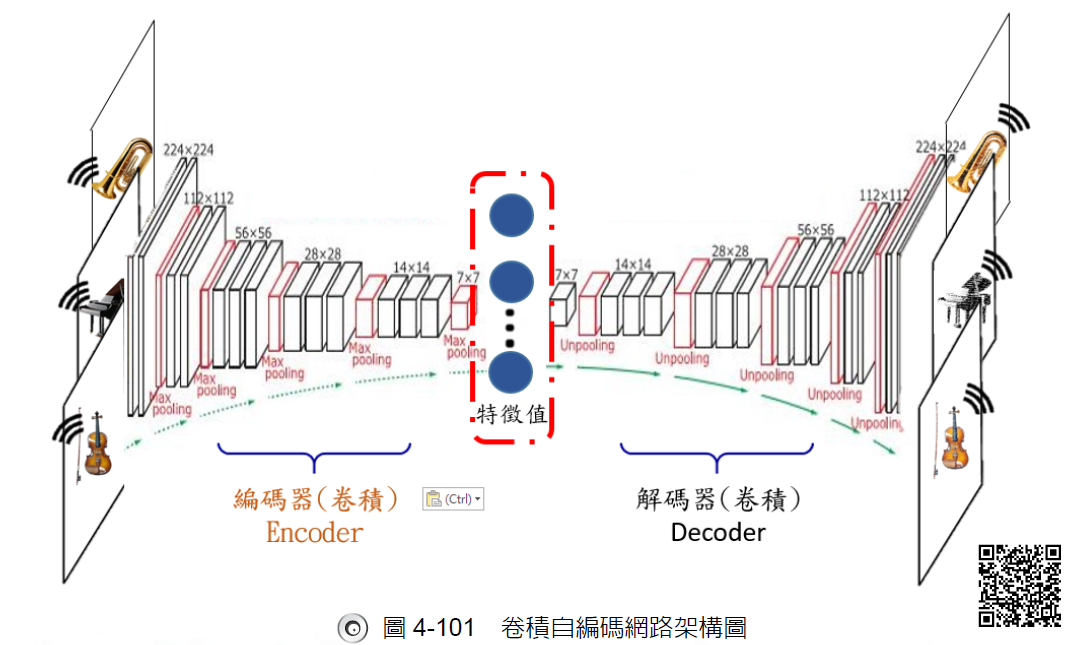 224×224
112×112
56×56
28×28
14×14
7×7
Max
pooling
Max
pooling
Max
pooling
Max
pooling
Max
pooling
特徵值
7×7
14×14
28×28
56×56
112×112
224×224
Unpooling
Unpooling
Unpooling
Unpooling
Unpooling
編碼器(卷積)
Encoder
(Ctrl)
解碼器(卷積)
Decoder
圖 4-101 卷積自編碼網路架構圖